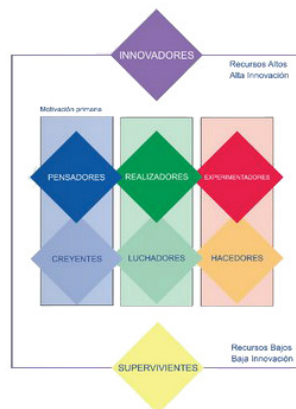 INNOVADORES
Recursos Altos
Alta Innovación
Motivación primaria
PENSADORES
REALIZADORES
EXPERIMENTADORES
CREYENTES
LUCHADORES
HACEDORES
Recursos Bajos
Baja Innovación
SUPERVIVIENTES